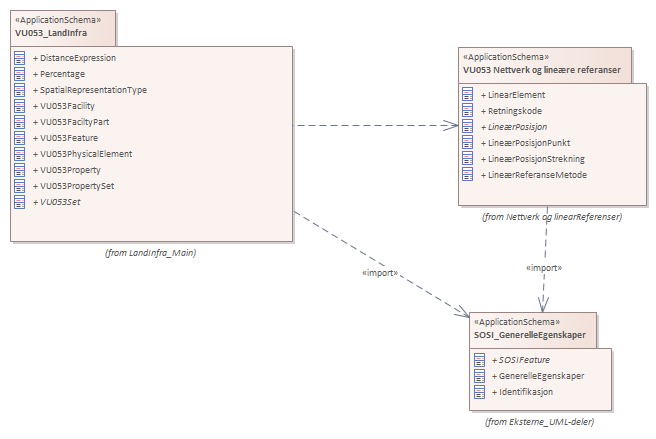 «ApplicationSchema»
VU053_LandInfra
+ DistanceExpression
+ Percentage
+ SpatialRepresentationType
+ VU053Facility
+ VU053FaciltyPart
+ VU053Feature
+ VU053PhysicalElement
+ VU053Property
+ VU053PropertySet
+ VU053Set
(from LandInfra_Main)
«ApplicationSchema»
VU053 Nettverk og lineære referanser
+ LinearElement
+ Retningskode
+ LineærPosisjon
+ LineærPosisjonPunkt
+ LineærPosisjonStrekning
+ LineærReferanseMetode
(from Nettverk og linearReferenser)
«import»
«import»
«ApplicationSchema»
SOSI_GenerelleEgenskaper
+ SOSIFeature
+ GenerelleEgenskaper
+ Identifikasjon
(from Eksterne_UML-deler)